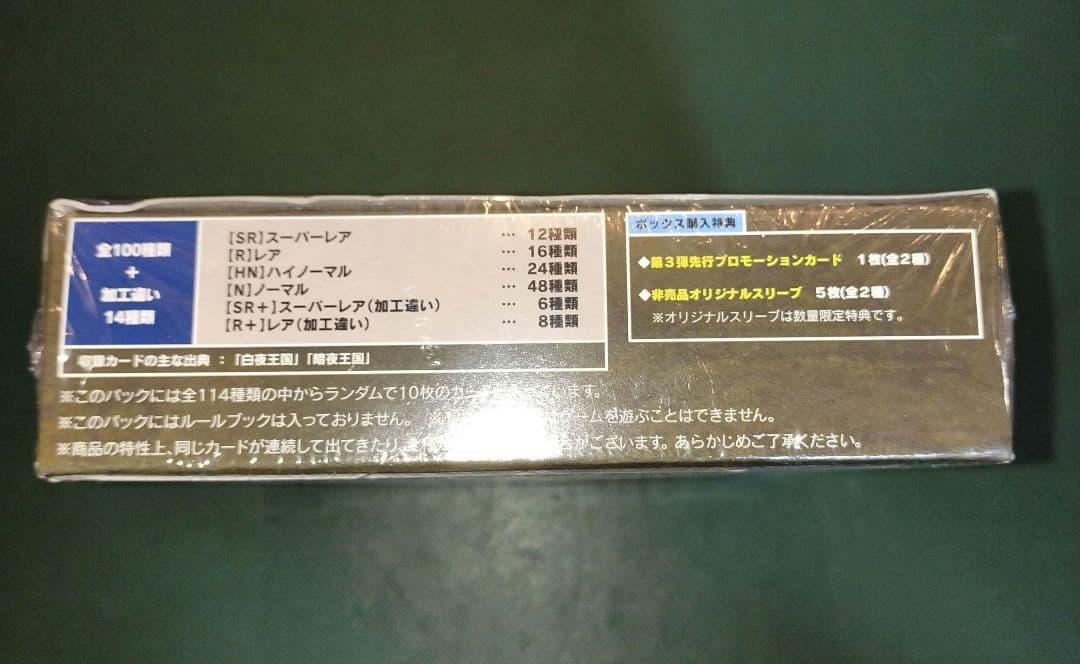 全100種類
+
加工違い
14種類
【SR】スーパーレア … 12種類
【R】レア … 16種類
【HN】ハイノーマル … 24種類
【N】ノーマル … 48種類
【SR+】スーパーレア(加工違い) … 6種類
【R+】レア(加工違い) … 8種類
収録カードの主な出典 : 「白夜王国」「暗夜王国」
ボックス購入特典
◆第3弾先行プロモーションカード 1枚(全2種)
◆非売品オリジナルスリーブ 5枚(全2種)
※オリジナルスリーブは数量限定特典です。
※このパックには全114種類の中からランダムで10枚のカー います。
※このパックにはルールブックは入っておりません。 ※ ゲームを遊ぶことはできません。
※商品の特性上、同じカードが連続して出てきたり、 がございます。あらかじめご了承ください。